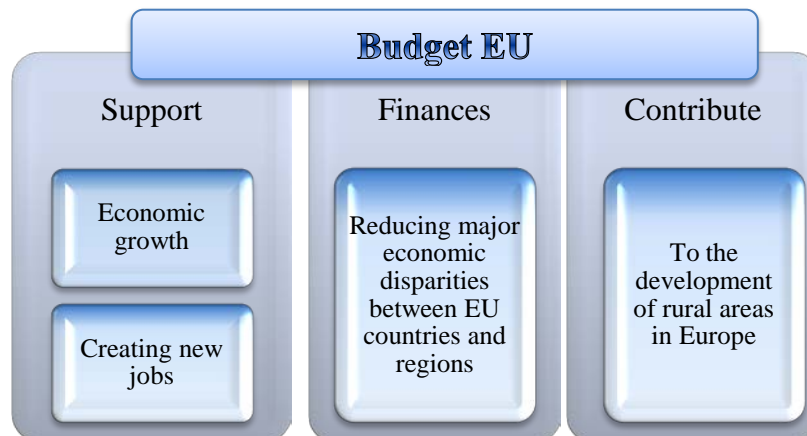 Budget EU
Support
Economic
growth
Creating new
jobs
Finances
Reducing major
economic
disparities
between EU
countries and
regions
Contribute
To the
development
of rural areas
in Europe